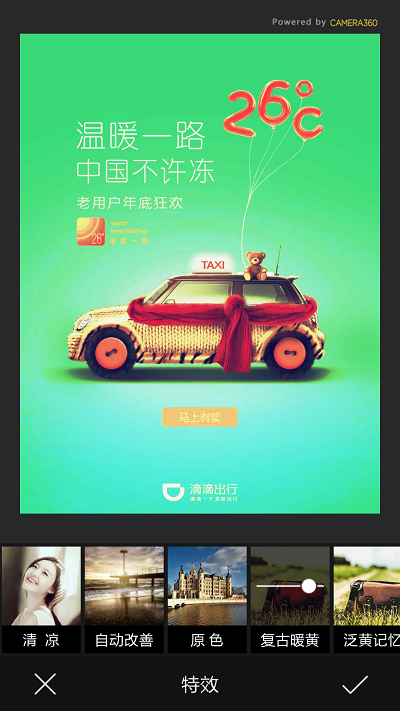 Powered by CAMERA360
26°C
温暖一路
中国不许冻
老用户年底狂欢
26°
温暖一路
TAXI
马上有奖
滴滴出行
滴滴一下 美好出行
清 凉
自动改善
原色
复古暖黄
泛黄记忆
特效